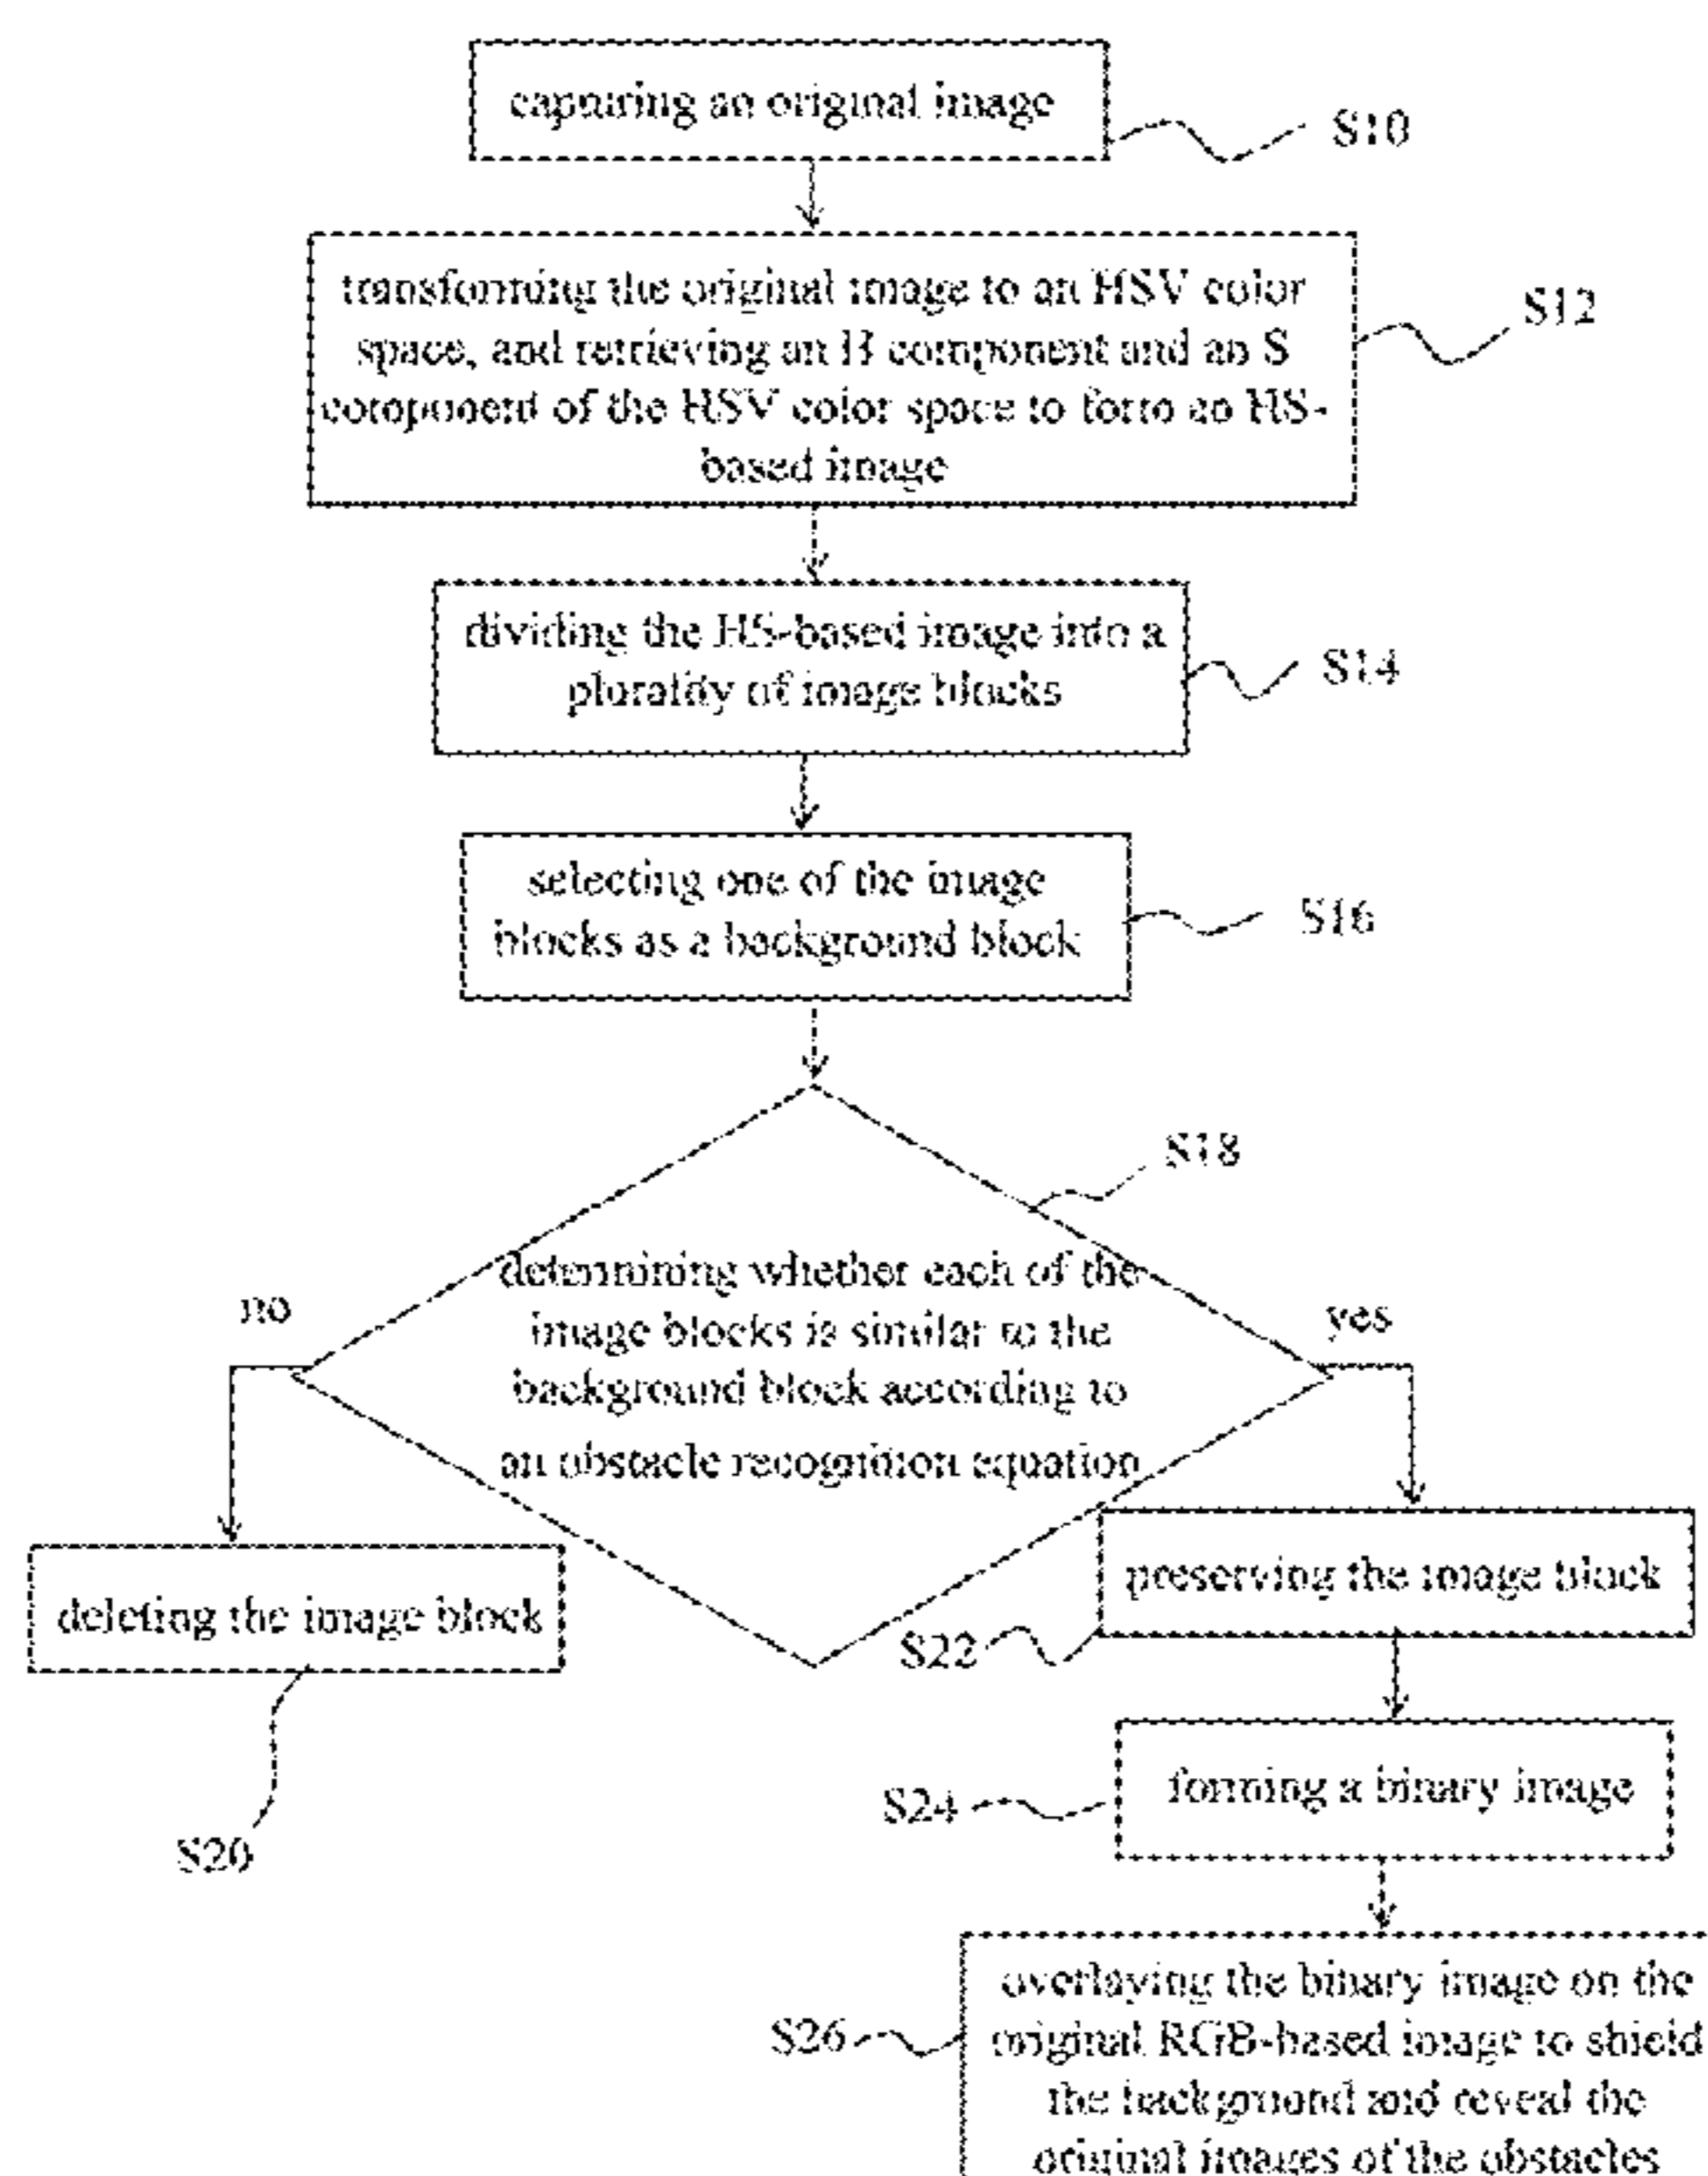 capturing an original image
S10
transforming the original image to an HSV color
space, and retrieving an H component and an S
component of the HSV color space to form an HS-
based image
S12
dividing the HS-based image into a
plurality of image blocks
S14
selecting one of the image
blocks as a background block
S16
S18
determining whether each of the
image blocks is similar to the
background block according to
an obstacle recognition equation
no
yes
deleting the image block
S20
preserving the image block
S22
forming a binary image
S24
overlaying the binary image on the
original RGB-based image to shield
the background and reveal the
original images of the obstacles
S26